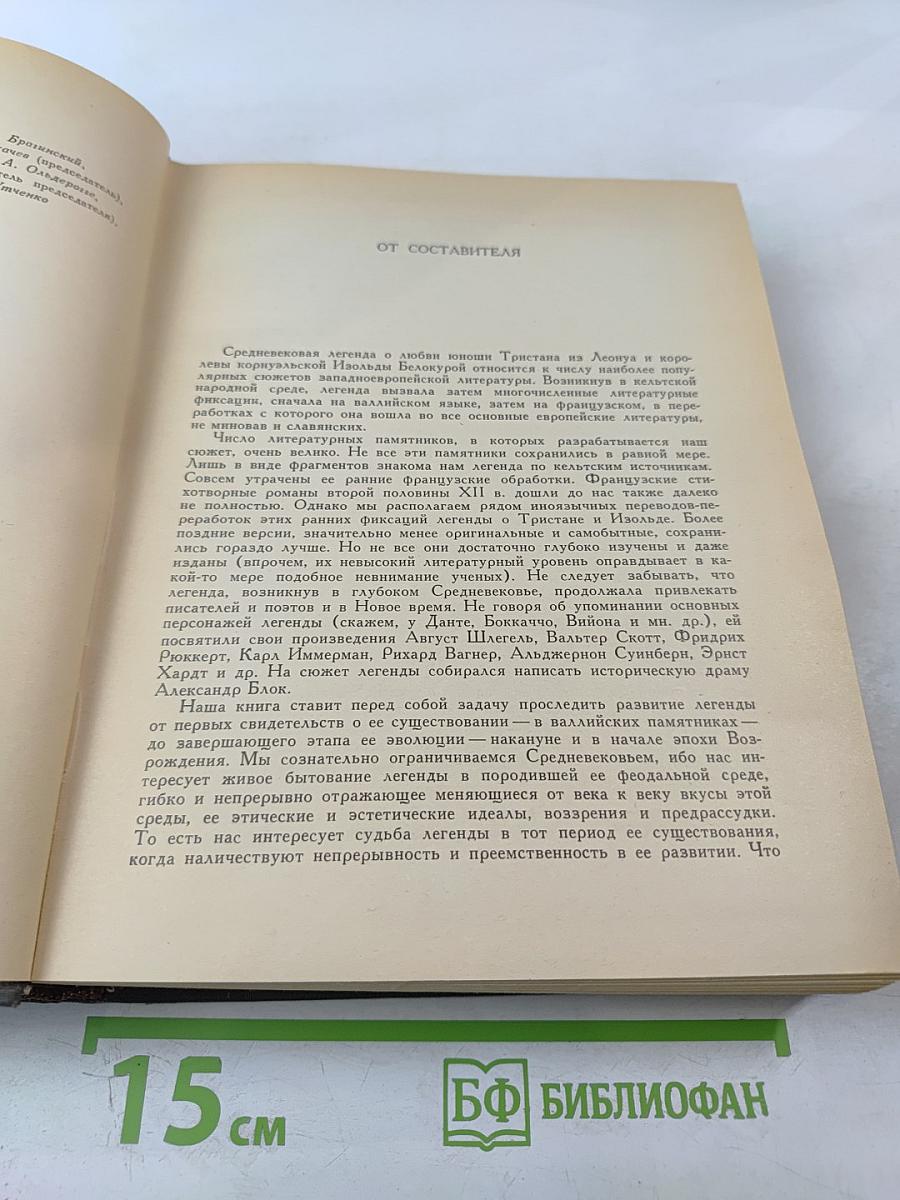 Брагинский,
(председатель),
А. Ольдерогге,
председателя),
Утченко
ОТ СОСТАВИТЕЛЯ
Средневековая легенда о любви юноши Тристана из Леонуа и коро-
левы корнуэльской Изольды Белокурой относится к числу наиболее попу-
лярных сюжетов западноевропейской литературы. Возникнув в кельтской
народной среде, легенда вызвала затем многочисленные литературные
фиксации, сначала на валлийском языке, затем на французском, в пере-
работках с которого она вошла во все основные европейские литературы,
не миновав и славянских.
Число литературных памятников, в которых разрабатывается наш
сюжет, очень велико. Не все эти памятники сохранились в равной мере.
Лишь в виде фрагментов знакома нам легенда по кельтским источникам.
Совсем утрачены ее ранние французские обработки. Французские сти-
хотворные романы второй половины XII в. дошли до нас также далеко
не полностью. Однако мы располагаем рядом иноязычных переводов-пе-
реработок этих ранних фиксаций легенды о Тристане и Изольде. Более
поздние версии, значительно менее оригинальные и самобытные, сохрани-
лись гораздо лучше. Но не все они достаточно глубоко изучены и даже
изданы (впрочем, их невысокий литературный уровень оправдывает в ка-
кой-то мере подобное невнимание ученых). Не следует забывать, что
легенда, возникнув в глубоком Средневековье, продолжала привлекать
писателей и поэтов и в Новое время. Не говоря об упоминании основных
персонажей легенды (скажем, у Данте, Боккаччо, Вийона и мн. др.), ей
посвятили свои произведения Август Шлегель, Вальтер Скотт, Фридрих
Рюккерт, Карл Иммерман, Рихард Вагнер, Альджернон Суинберн, Эрнст
Хардт и др. На сюжет легенды собирался написать историческую драму
Александр Блок.
Наша книга ставит перед собой задачу проследить развитие легенды
от первых свидетельств о ее существовании — в валлийских памятниках —
до завершающего этапа ее эволюции — накануне и в начале эпохи Воз-
рождения. Мы сознательно ограничиваемся Средневековьем, ибо нас ин-
тересует живое бытование легенды в породившей ее феодальной среде,
гибко и непрерывно отражающее меняющиеся от века к веку вкусы этой
среды, ее этические и эстетические идеалы, воззрения и предрассудки.
То есть нас интересует судьба легенды в тот период ее существования,
когда наличествуют непрерывность и преемственность в ее развитии. Что
15 см
БФ БИБЛИОФАН